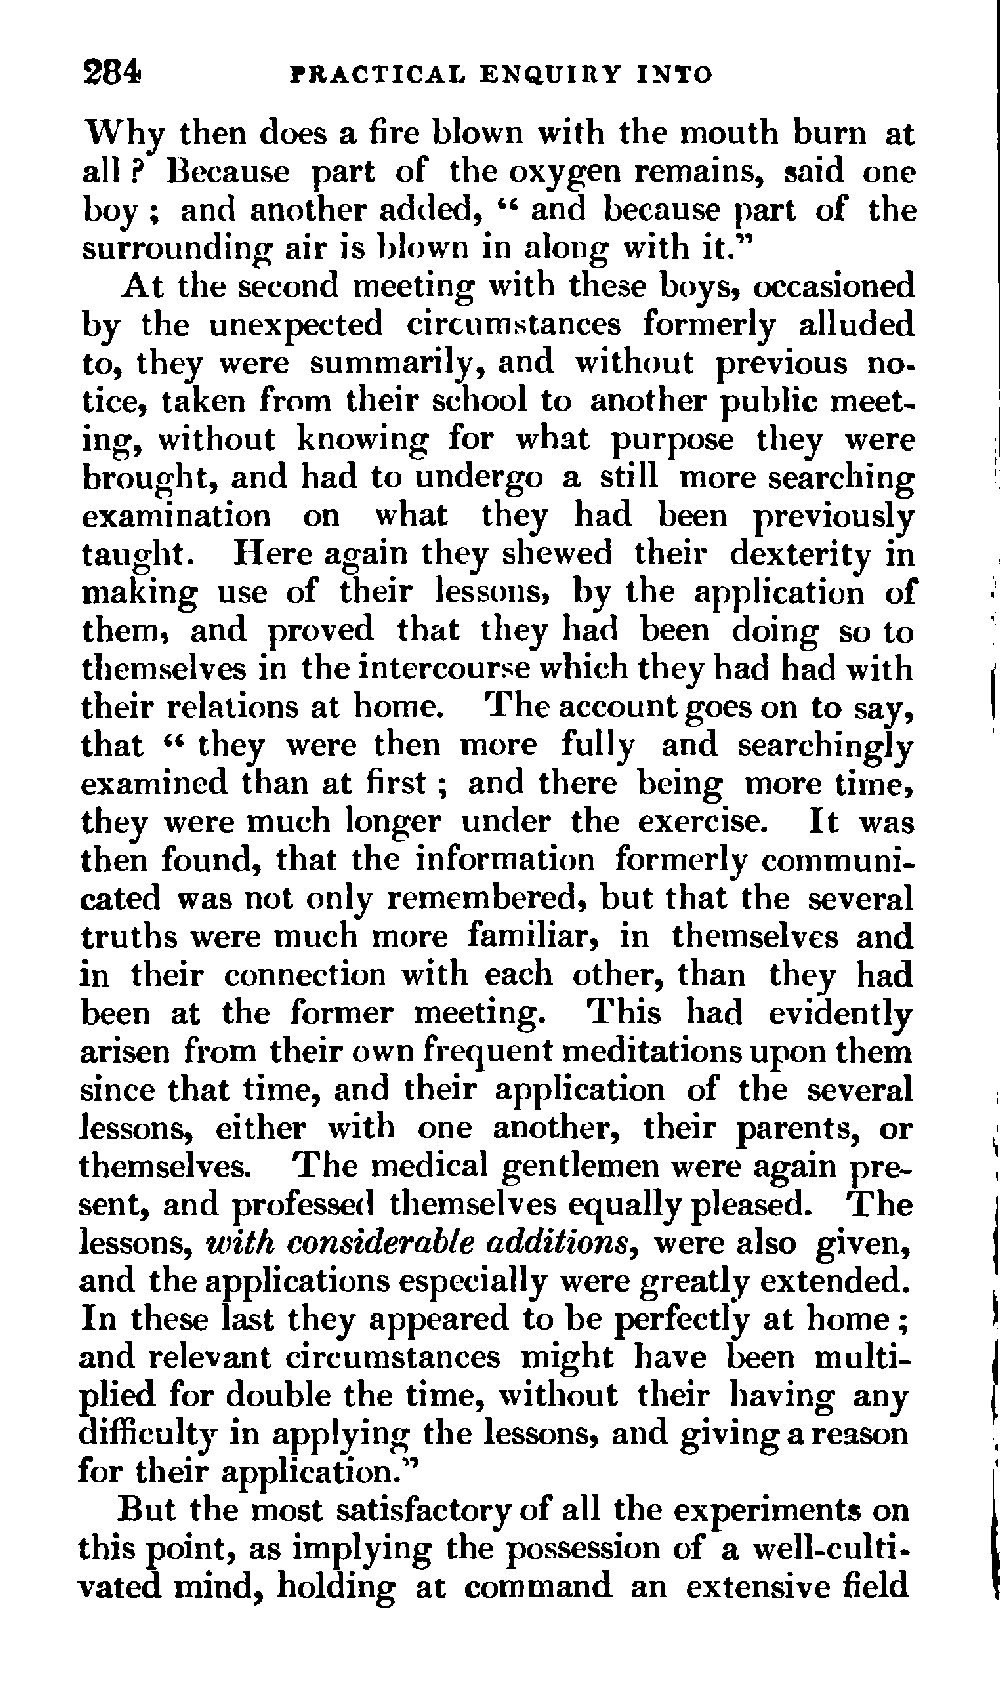 284 PRACTICAL ENQUIRY INTO
Why then does a fire blown with the mouth burn at
all ? Because part of the oxygen remains, said one
boy ; and another added, “ and because part of the
surrounding air is blown in along with it.”
At the second meeting with these boys, occasioned
by the unexpected circumstances formerly alluded
to, they were summarily, and without previous no-
tice, taken from their school to another public meet-
ing, without knowing for what purpose they were
brought, and had to undergo a still more searching
examination on what they had been previously
taught. Here again they shewed their dexterity in
making use of their lessons, by the application of
them, and proved that they had been doing so to
themselves in the intercourse which they had had with
their relations at home. The account goes on to say,
that “ they were then more fully and searchingly
examined than at first ; and there being more time,
they were much longer under the exercise. It was
then found, that the information formerly communi-
cated was not only remembered, but that the several
truths were much more familiar, in themselves and
in their connection with each other, than they had
been at the former meeting. This had evidently
arisen from their own frequent meditations upon them
since that time, and their application of the several
lessons, either with one another, their parents, or
themselves. The medical gentlemen were again pre-
sent, and professed themselves equally pleased. The
lessons, with considerable additions, were also given,
and the applications especially were greatly extended.
In these last they appeared to be perfectly at home ;
and relevant circumstances might have been multi-
plied for double the time, without their having any
difficulty in applying the lessons, and giving a reason
for their application.”
But the most satisfactory of all the experiments on
this point, as implying the possession of a well-culti-
vated mind, holding at command an extensive field